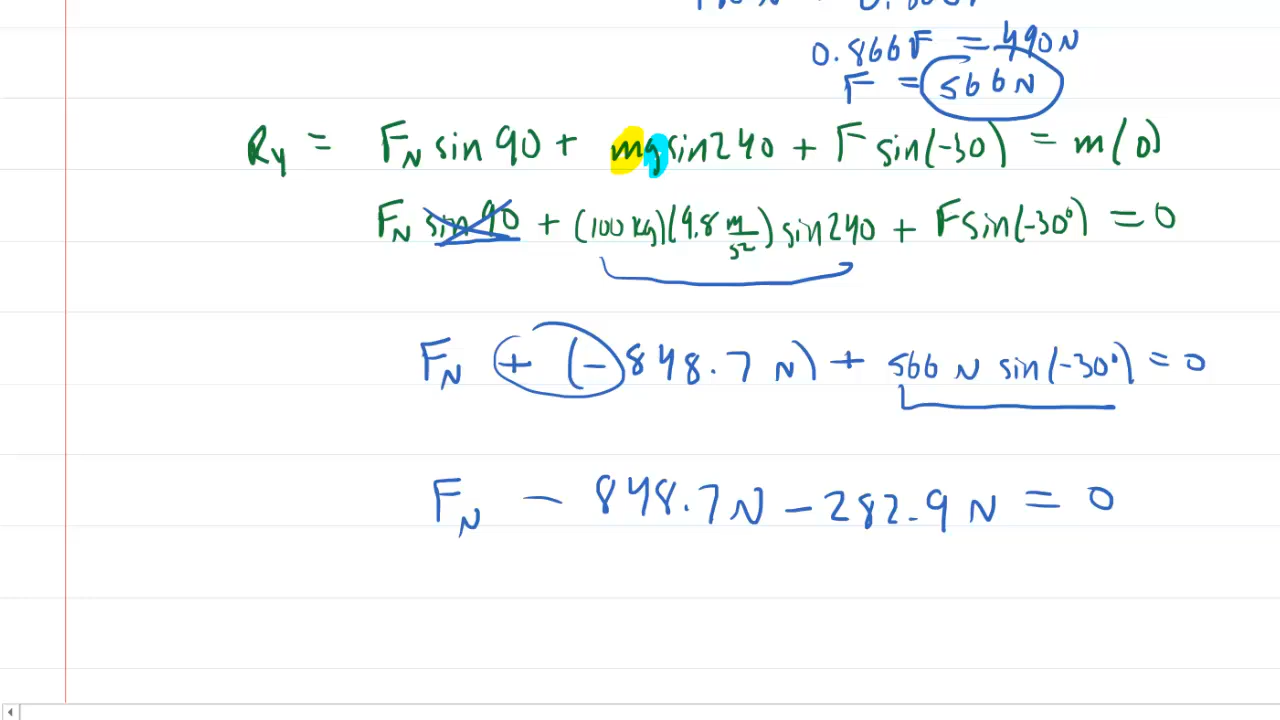 0.866F = 490N
F = 566N
Ry = FN sin 90 + mg sin 240 + F sin(-30) = m(0)
FN sin 90 + (100 kg)(9.8 m/s²) sin 240 + F sin(-30°) = 0
FN + (-848.7 N) + 566 N sin(-30°) = 0
FN - 848.7 N - 282.9 N = 0